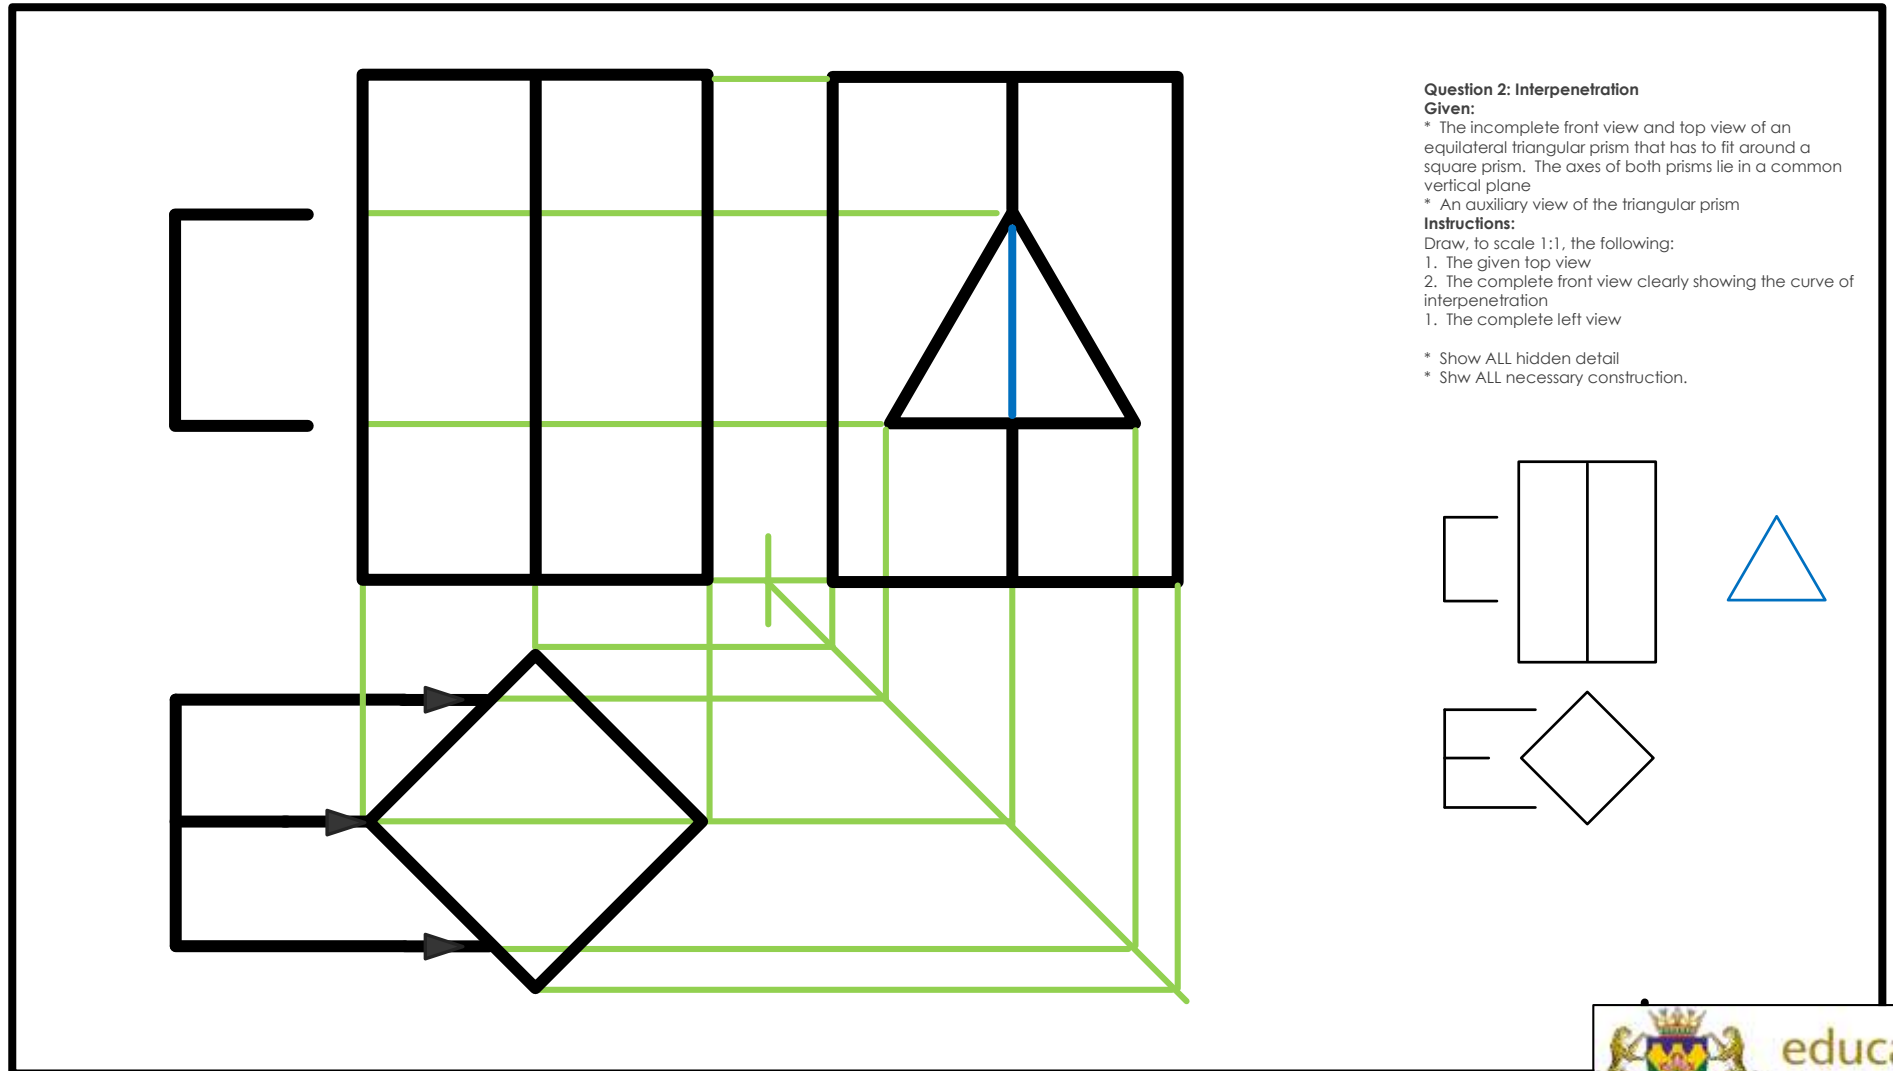 Question 2: Interpenetration
Given:
* The incomplete front view and top view of an
equilateral triangular prism that has to fit around a
square prism. The axes of both prisms lie in a common
vertical plane
* An auxiliary view of the triangular prism
Instructions:
Draw, to scale 1:1, the following:
1. The given top view
2. The complete front view clearly showing the curve of
interpenetration
1. The complete left view
* Show ALL hidden detail
* Shw ALL necessary construction.